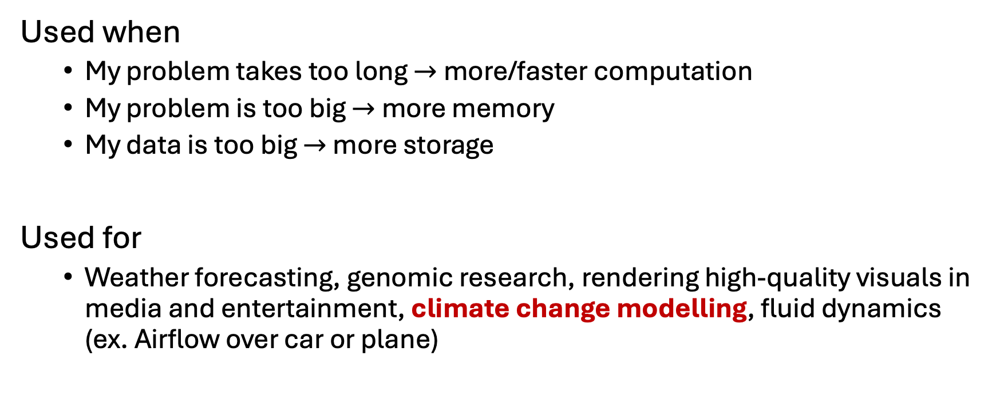 Used when
• My problem takes too long → more/faster computation
• My problem is too big → more memory
• My data is too big → more storage
Used for
• Weather forecasting, genomic research, rendering high-quality visuals in
media and entertainment, climate change modelling, fluid dynamics
(ex. Airflow over car or plane)